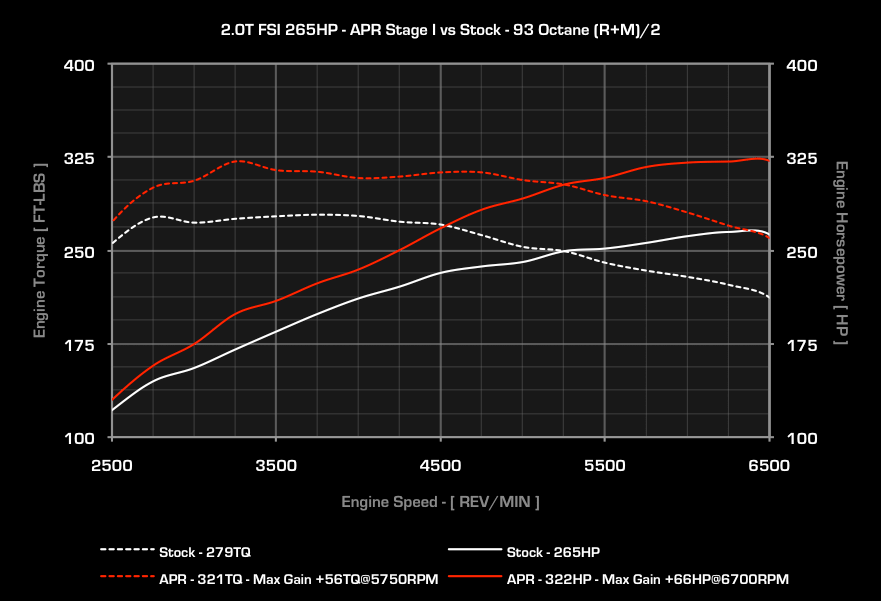 2.0T FSI 265HP - APR Stage I vs Stock - 93 Octane (R+M)/2
400 400
325 325
250 250
175 175
100 100
Engine Torque [ FT-LBS ]
Engine Horsepower [ HP ]
2500 3500 4500 5500 6500
Engine Speed - [ REV/MIN ]
Stock - 279TQ Stock - 265HP
APR - 321TQ - Max Gain +56TQ@5750RPM APR - 322HP - Max Gain +66HP@6700RPM